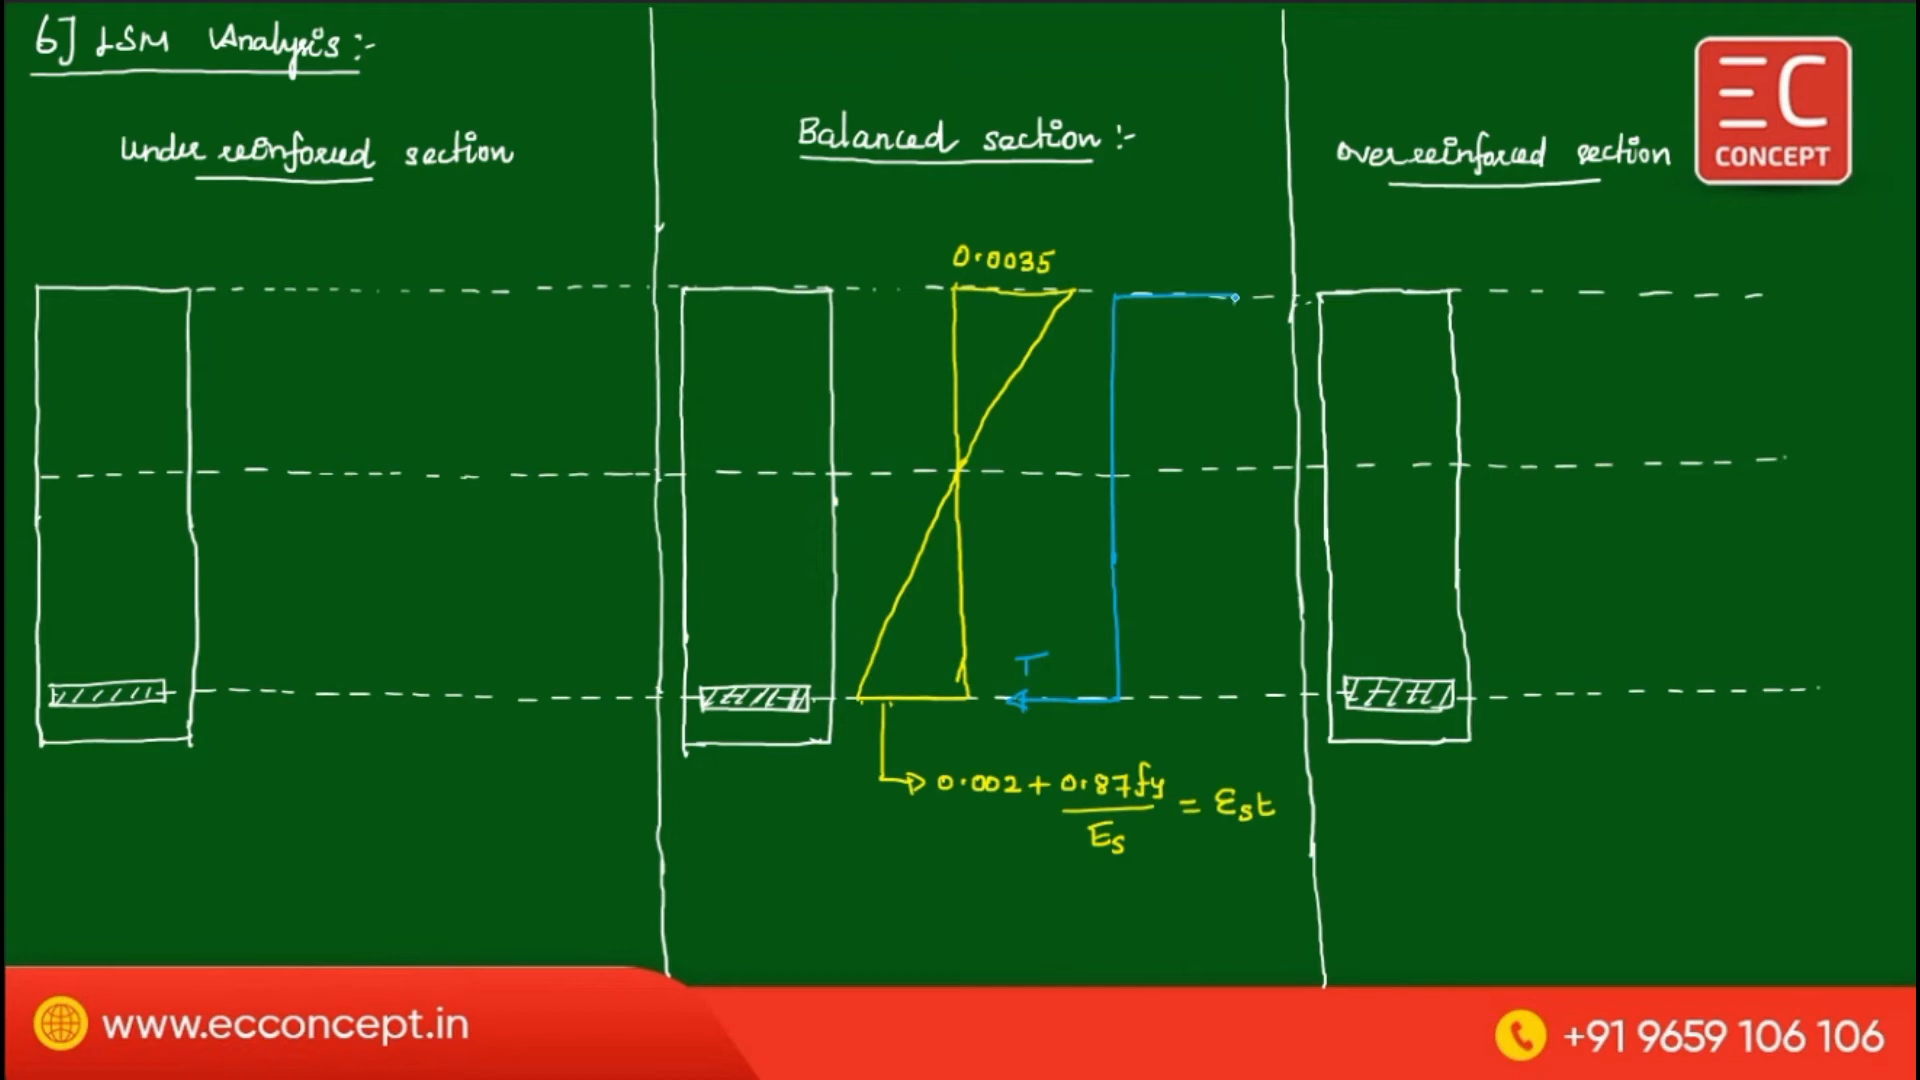 6] LSM Analysis:-
EC
CONCEPT
Under reinforced section
Balanced section:-
Over reinforced section
0.0035
T
0.002 + 0.87fy/Es = Est
www.ecconcept.in
+91 9659 106 106